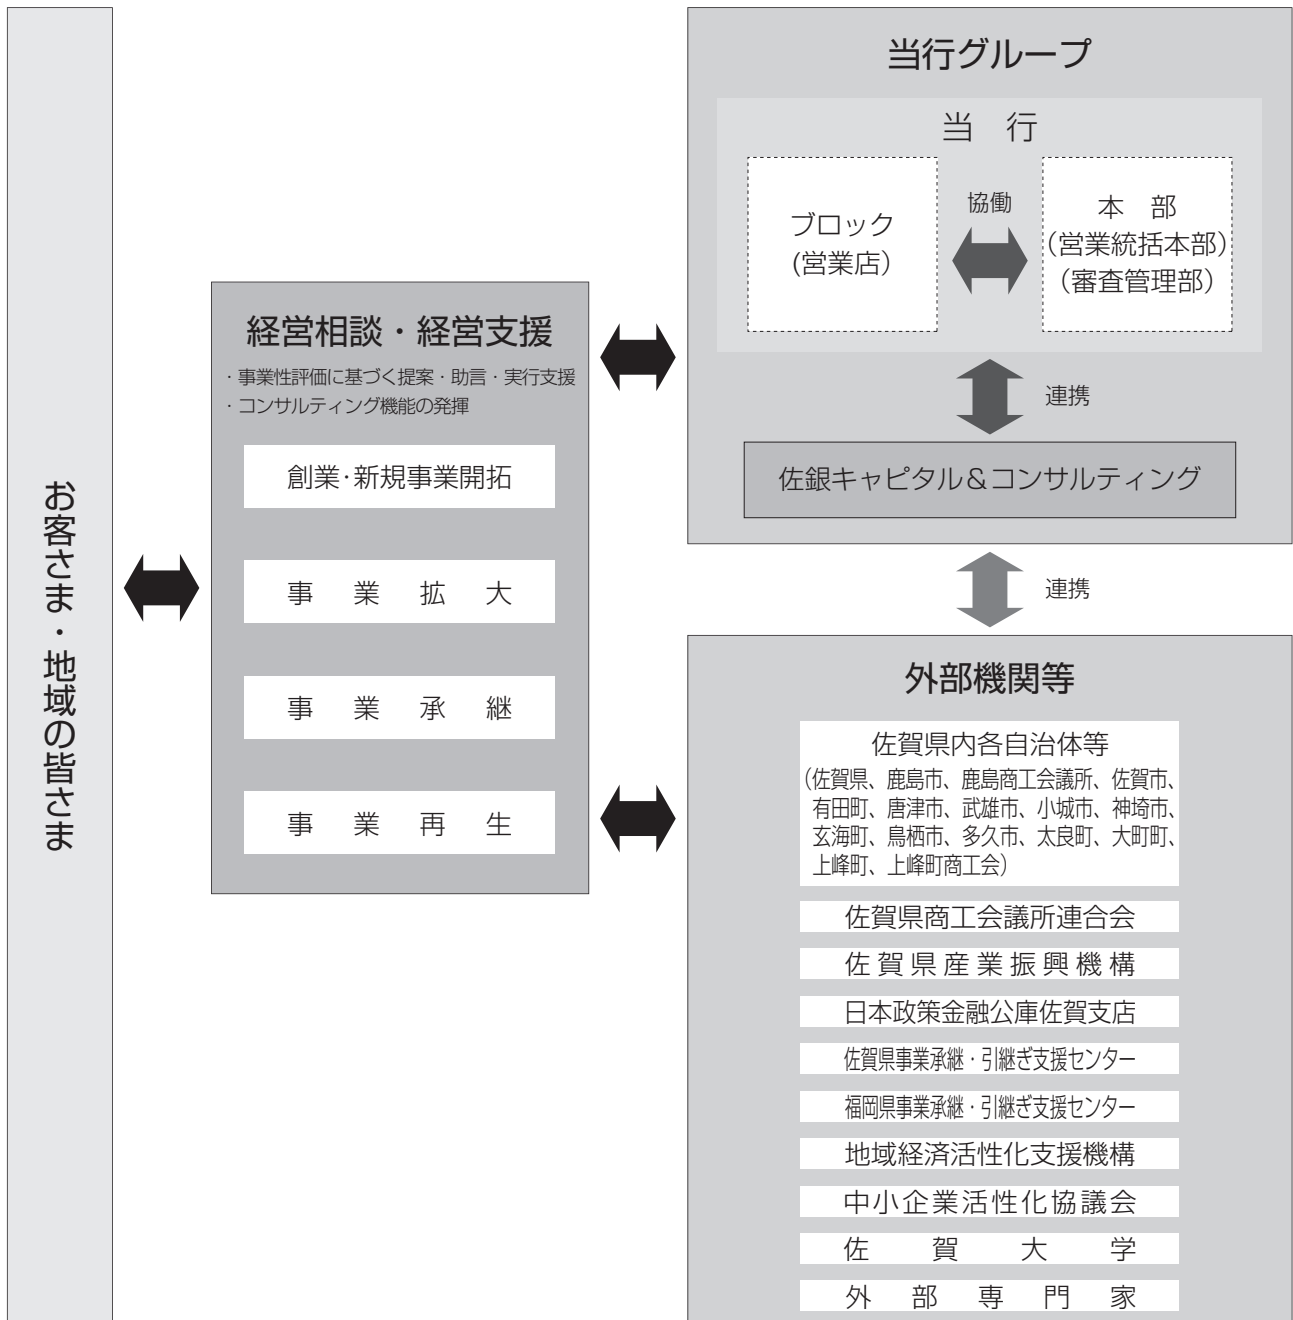 お客さま・地域の皆さま
経営相談・経営支援
・事業性評価に基づく提案・助言・実行支援
・コンサルティング機能の発揮
創業・新規事業開拓
事業拡大
事業承継
事業再生
当行グループ
当 行
ブロック
(営業店)
協働
本 部
(営業統括本部)
(審査管理部)
連携
佐銀キャピタル&コンサルティング
連携
外部機関等
佐賀県内各自治体等
(佐賀県、鹿島市、鹿島商工会議所、佐賀市、
有田町、唐津市、武雄市、小城市、神埼市、
玄海町、鳥栖市、多久市、太良町、大町町、
上峰町、上峰町商工会)
佐賀県商工会議所連合会
佐賀県産業振興機構
日本政策金融公庫佐賀支店
佐賀県事業承継・引継ぎ支援センター
福岡県事業承継・引継ぎ支援センター
地域経済活性化支援機構
中小企業活性化協議会
佐賀大学
外部専門家